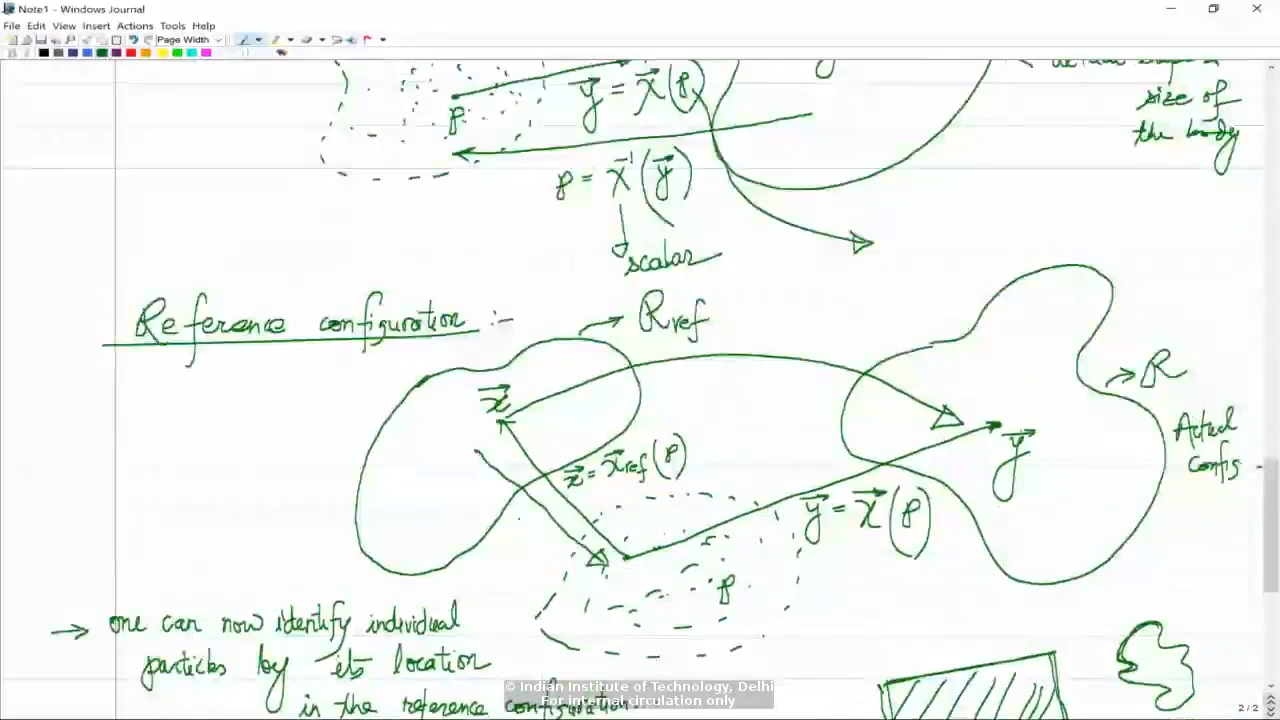 Note1 - Windows Journal
File Edit View Insert Actions Tools Help
Page Width
size of
the body
p
y⃗ = χ⃗(p)
p = χ⃗⁻¹(y⃗)
scalar
Reference configuration :-
→ Rref
x⃗
→ R
Actual
Config
y⃗
x⃗ = χ⃗ref(p)
y⃗ = χ⃗(p)
p
→ one can now identify individual
particles by its location
in the reference configuration.
© Indian Institute of Technology, Delhi
For internal circulation only
2 / 2